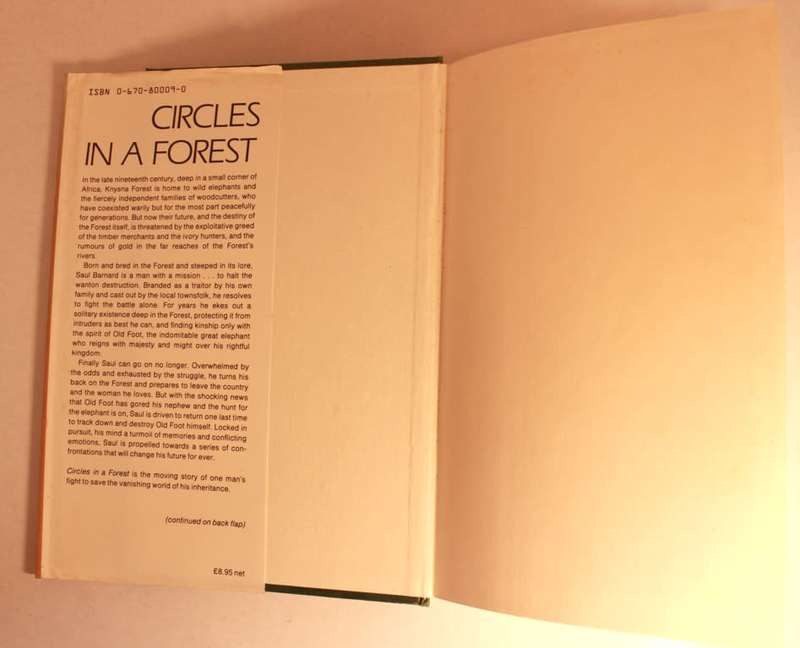 ISBN 0-670-80009-0
CIRCLES
IN A FOREST
In the late nineteenth century, deep in a small corner of
Africa, Knysna Forest is home to wild elephants and
the fiercely independent families of woodcutters, who
have coexisted warily but for the most part peacefully
for generations. But now their future, and the destiny of
the Forest itself, is threatened by the exploitative greed
of the timber merchants and the ivory hunters, and the
rumours of gold in the far reaches of the Forest's
rivers.
Born and bred in the Forest and steeped in its lore,
Saul Barnard is a man with a mission . . . to halt the
wanton destruction. Branded as a traitor by his own
family and cast out by the local townsfolk, he resolves
to fight the battle alone. For years he ekes out a
solitary existence deep in the Forest, protecting it from
intruders as best he can, and finding kinship only with
the spirit of Old Foot, the indomitable great elephant
who reigns with majesty and might over his rightful
kingdom.
Finally Saul can go on no longer. Overwhelmed by
the odds and exhausted by the struggle, he turns his
back on the Forest and prepares to leave the country
and the woman he loves. But with the shocking news
that Old Foot has gored his nephew and the hunt for
the elephant is on, Saul is driven to return one last time
to track down and destroy Old Foot himself. Locked in
pursuit, his mind a turmoil of memories and conflicting
emotions, Saul is propelled towards a series of con-
frontations that will change his future for ever.
Circles in a Forest is the moving story of one man's
fight to save the vanishing world of his inheritance.
(continued on back flap)
£8.95 net